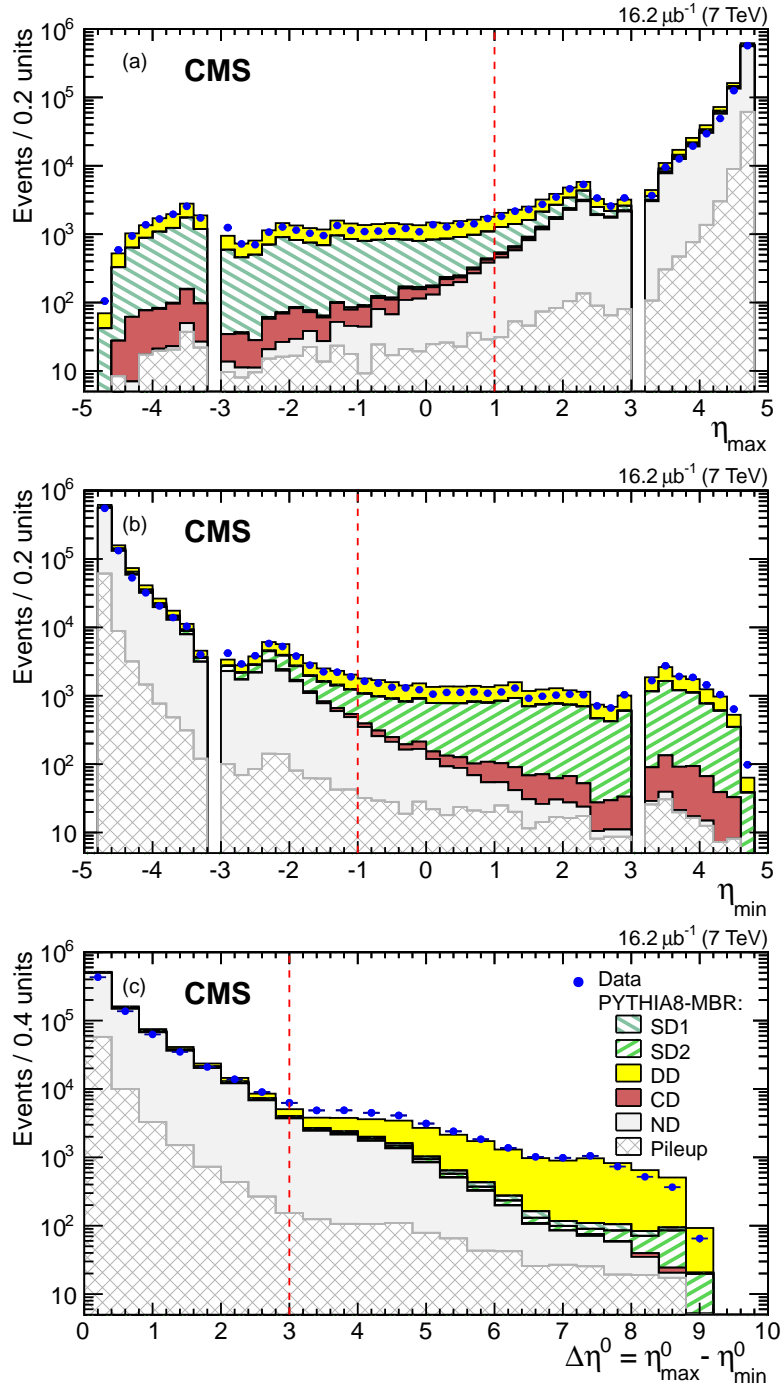 16.2 μb⁻¹ (7 TeV)
(a) CMS
Events / 0.2 units
10⁶
10⁵
10⁴
10³
10²
10
-5 -4 -3 -2 -1 0 1 2 3 4 5
η_max
16.2 μb⁻¹ (7 TeV)
(b) CMS
Events / 0.2 units
10⁶
10⁵
10⁴
10³
10²
10
-5 -4 -3 -2 -1 0 1 2 3 4 5
η_min
16.2 μb⁻¹ (7 TeV)
(c) CMS
Events / 0.4 units
10⁶
10⁵
10⁴
10³
10²
10
Data
PYTHIA8-MBR:
SD1
SD2
DD
CD
ND
Pileup
0 1 2 3 4 5 6 7 8 9 10
Δη⁰ = η⁰_max - η⁰_min